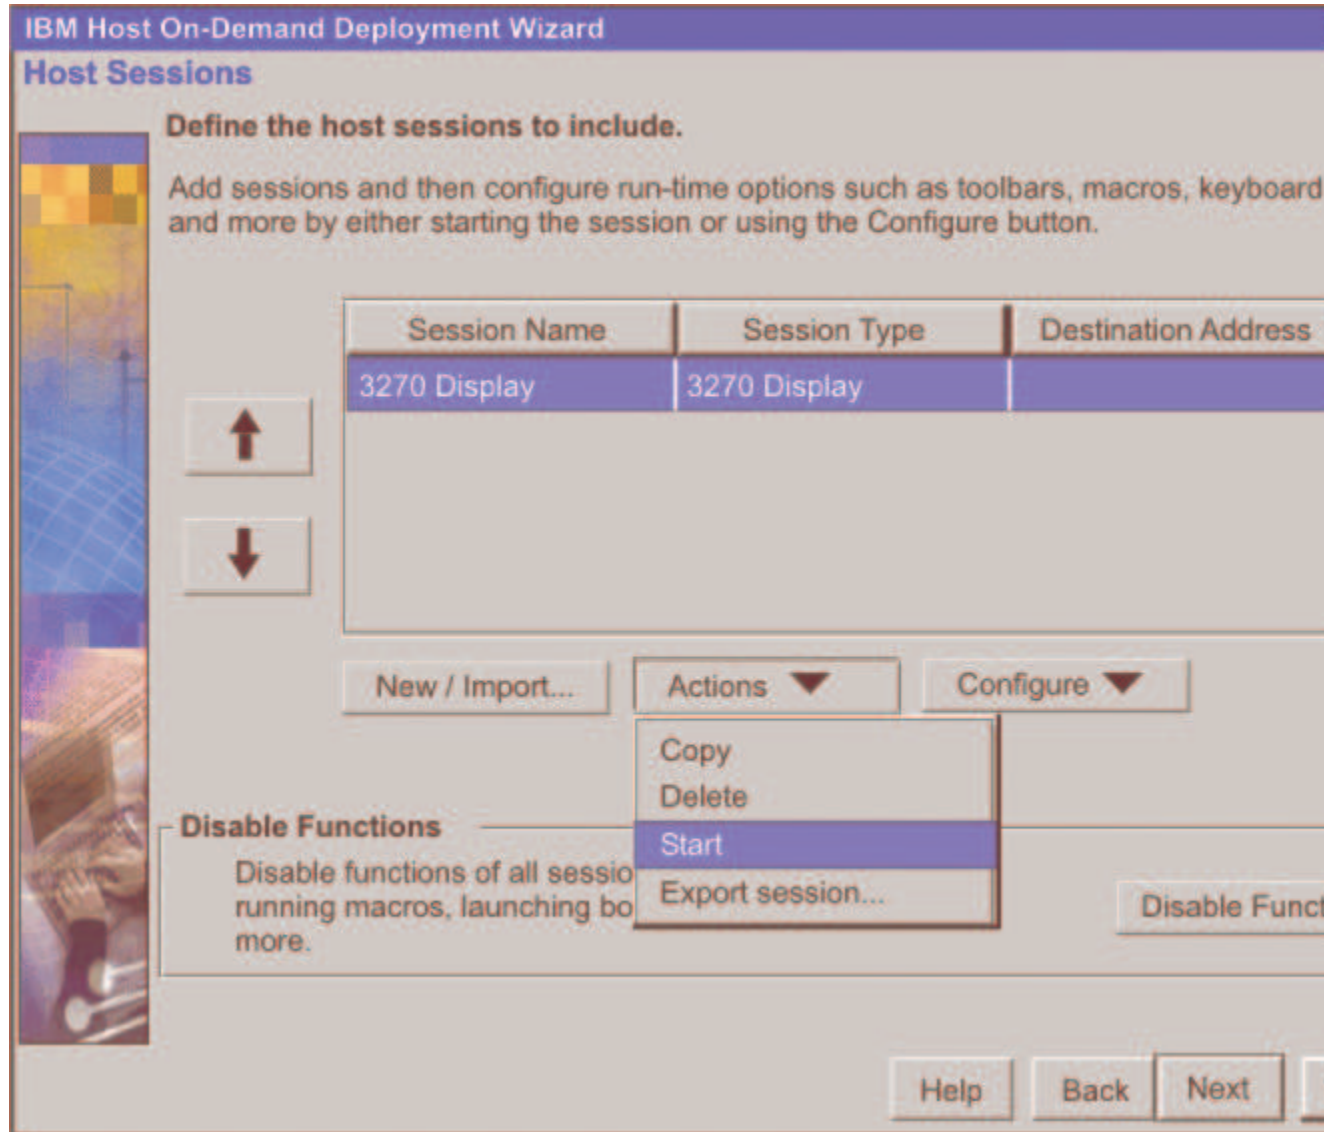 IBM Host On-Demand Deployment Wizard
Host Sessions
Define the host sessions to include.
Add sessions and then configure run-time options such as toolbars, macros, keyboard
and more by either starting the session or using the Configure button.
Session Name Session Type Destination Address
3270 Display 3270 Display
New / Import... Actions Configure
Copy
Delete
Start
Export session...
Disable Functions
Disable functions of all sessio
running macros, launching bo
more.
Disable Funct
Help Back Next